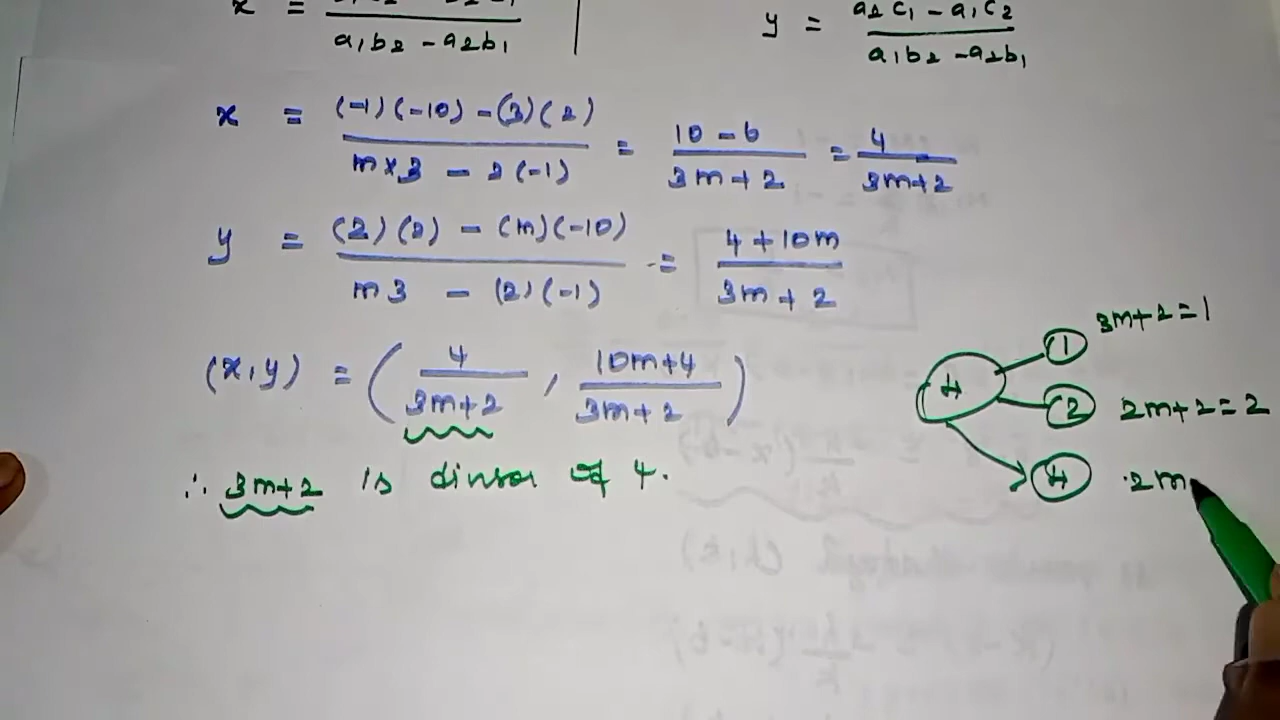 x = / a₁b₂ - a₂b₁
y = a₂c₁ - a₁c₂ / a₁b₂ - a₂b₁
x = (-1)(-10) - (3)(2) / m×3 - 2(-1) = 10 - 6 / 3m+2 = 4 / 3m+2
y = (2)(2) - (m)(-10) / m3 - (2)(-1) = 4 + 10m / 3m + 2
(x,y) = ( 4 / 3m+2 , 10m+4 / 3m+2 )
∴ 3m+2 is divsor of 4.
4
1 3m+2=1
2 2m+2=2
4 2m